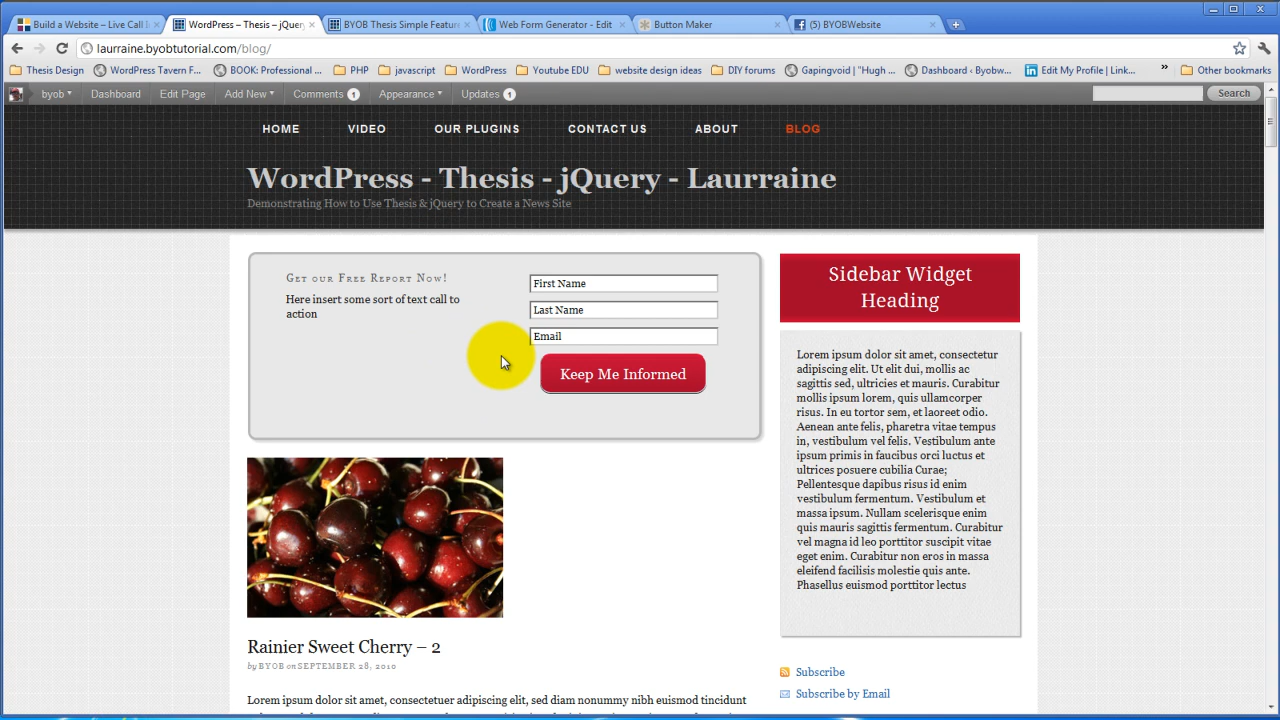 Build a Website – Live Call I
WordPress – Thesis – jQuery
BYOB Thesis Simple Feature
Web Form Generator - Edit
Button Maker
(5) BYOBWebsite
laurraine.byobtutorial.com/blog/
Thesis Design
WordPress Tavern F...
BOOK: Professional ...
PHP
javascript
WordPress
Youtube EDU
website design ideas
DIY forums
Gapingvoid | "Hugh ...
Dashboard ‹ Byobw...
Edit My Profile | Link...
»
Other bookmarks
byob
Dashboard
Edit Page
Add New
Comments 1
Appearance
Updates 1
Search
HOME
VIDEO
OUR PLUGINS
CONTACT US
ABOUT
BLOG
WordPress - Thesis - jQuery - Laurraine
Demonstrating How to Use Thesis & jQuery to Create a News Site
Get our Free Report Now!
Here insert some sort of text call to
action
First Name
Last Name
Email
Keep Me Informed
Sidebar Widget
Heading
Lorem ipsum dolor sit amet, consectetur
adipiscing elit. Ut elit dui, mollis ac
sagittis sed, ultricies et mauris. Curabitur
mollis ipsum lorem, quis ullamcorper
risus. In eu tortor sem, et laoreet odio.
Aenean ante felis, pharetra vitae tempus
in, vestibulum vel felis. Vestibulum ante
ipsum primis in faucibus orci luctus et
ultrices posuere cubilia Curae;
Pellentesque dapibus risus id enim
vestibulum fermentum. Vestibulum et
massa ipsum. Nullam scelerisque enim
quis mauris sagittis fermentum. Curabitur
vel magna id leo porttitor suscipit vitae
eget enim. Curabitur non eros in massa
eleifend facilisis molestie quis ante.
Phasellus euismod porttitor lectus
Rainier Sweet Cherry – 2
by BYOB on SEPTEMBER 28, 2010
Lorem ipsum dolor sit amet, consectetuer adipiscing elit, sed diam nonummy nibh euismod tincidunt
Subscribe
Subscribe by Email